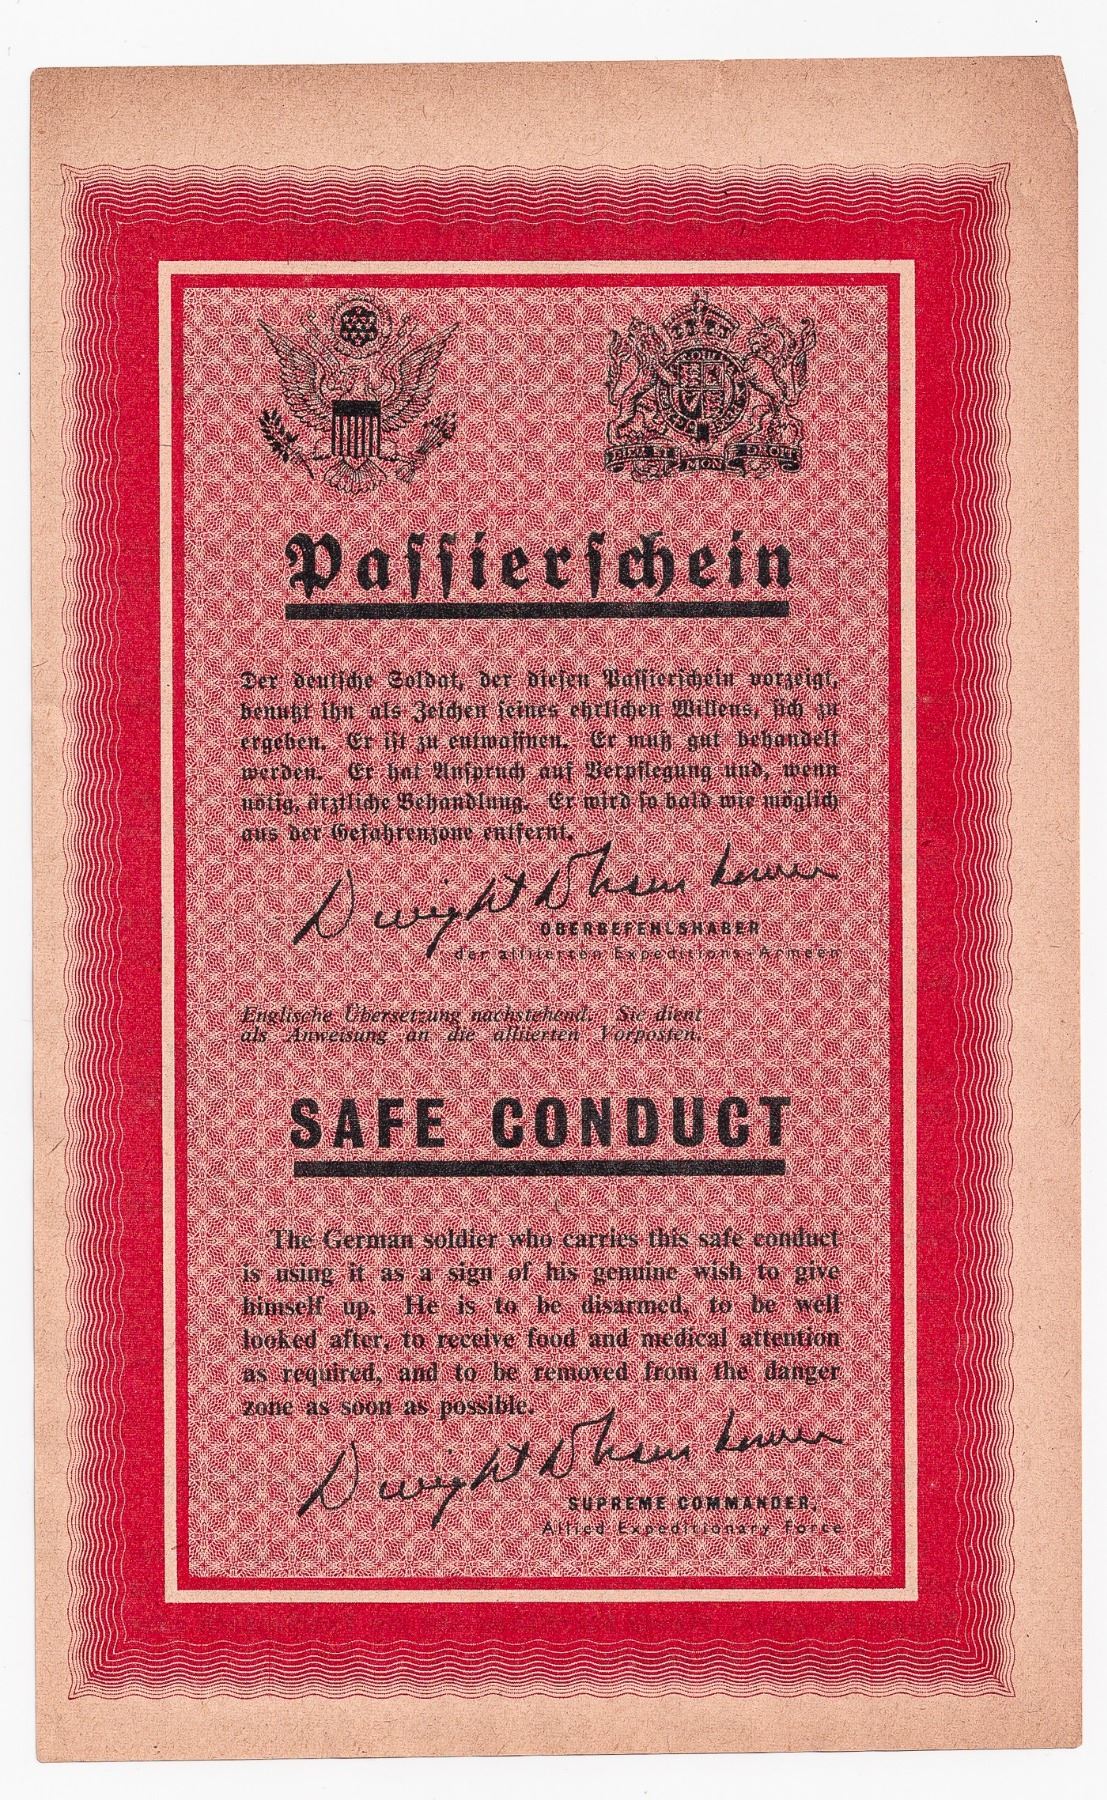 DIEU ET MON DROIT
Passierschein
Der deutsche Soldat, der diesen Passierschein vorzeigt,
benutzt ihn als Zeichen seines ehrlichen Willens, sich zu
ergeben. Er ist zu entwaffnen. Er muß gut behandelt
werden. Er hat Anspruch auf Verpflegung und, wenn
nötig, ärztliche Behandlung. Er wird so bald wie möglich
aus der Gefahrenzone entfernt.
Dwight D Eisenhower
OBERBEFEHLSHABER
der alliierten Expeditions-Armeen
Englische Übersetzung nachstehend. Sie dient
als Anweisung an die alliierten Vorposten.
SAFE CONDUCT
The German soldier who carries this safe conduct
is using it as a sign of his genuine wish to give
himself up. He is to be disarmed, to be well
looked after, to receive food and medical attention
as required, and to be removed from the danger
zone as soon as possible.
Dwight D Eisenhower
SUPREME COMMANDER,
Allied Expeditionary Force